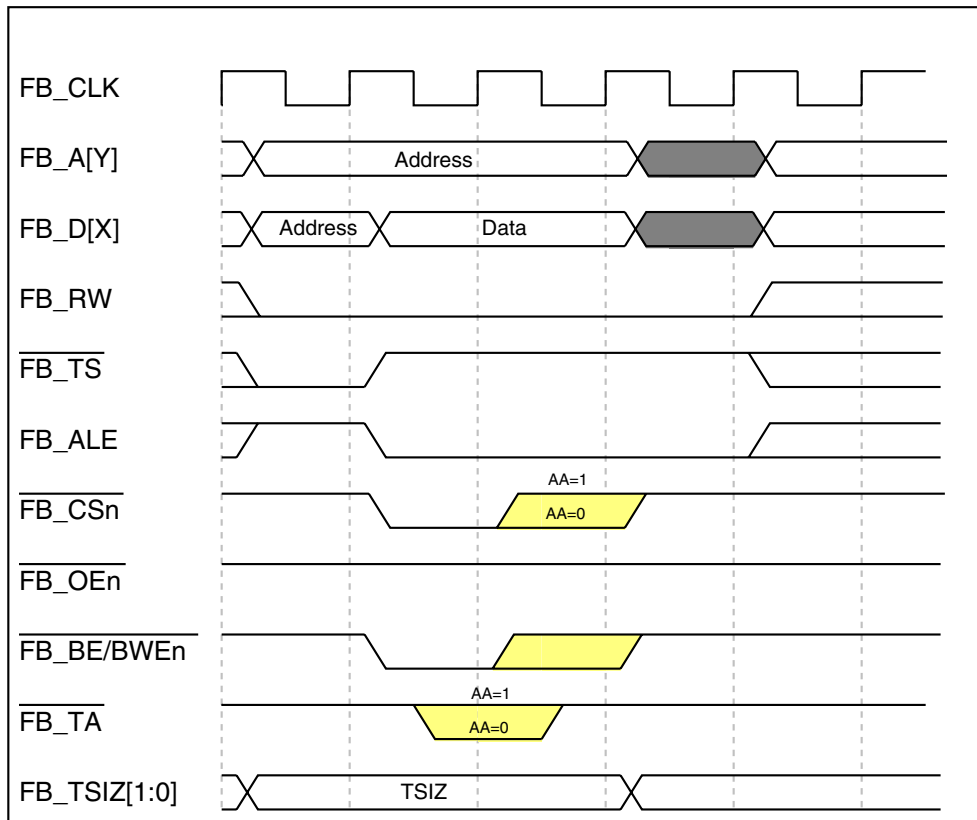 FB_CLK
FB_A[Y]
Address
FB_D[X]
Address
Data
FB_RW
FB_TS
FB_ALE
AA=1
FB_CSn
AA=0
FB_OEn
FB_BE/BWEn
AA=1
FB_TA
AA=0
FB_TSIZ[1:0]
TSIZ